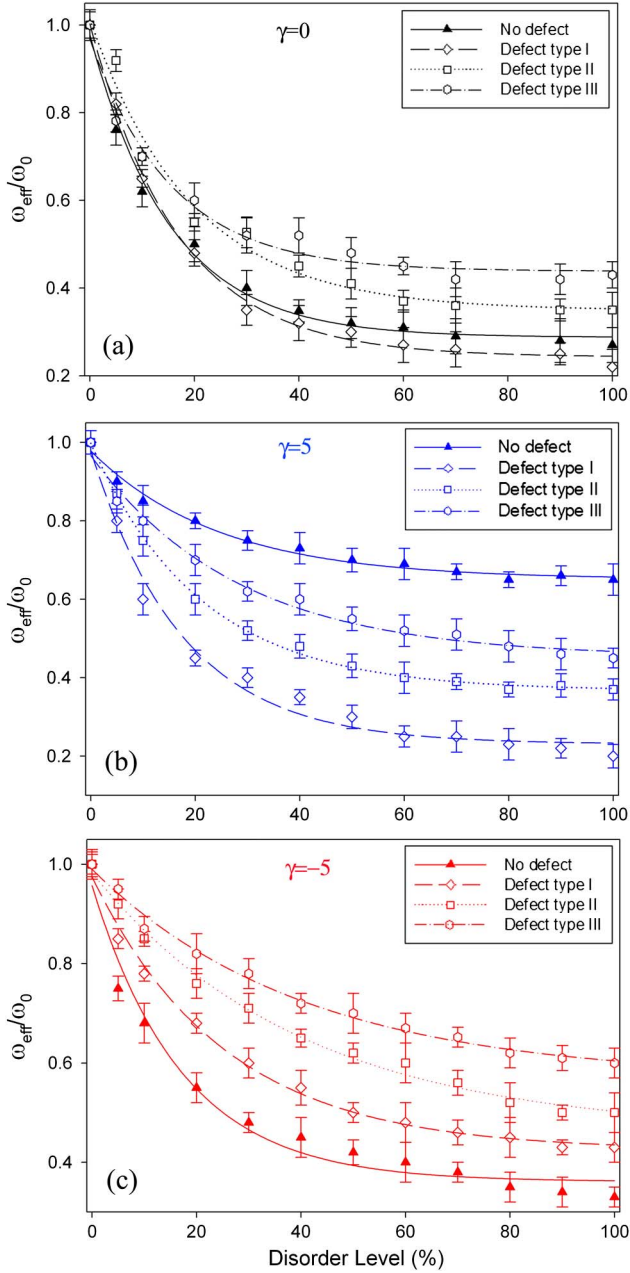 γ=0
No defect
Defect type I
Defect type II
Defect type III
1.0
0.8
0.6
0.4
0.2
ω_eff/ω_0
(a)
0 20 40 60 80 100
γ=5
No defect
Defect type I
Defect type II
Defect type III
1.0
0.8
0.6
0.4
0.2
ω_eff/ω_0
(b)
0 20 40 60 80 100
γ=−5
No defect
Defect type I
Defect type II
Defect type III
1.0
0.8
0.6
0.4
ω_eff/ω_0
(c)
0 20 40 60 80 100
Disorder Level (%)